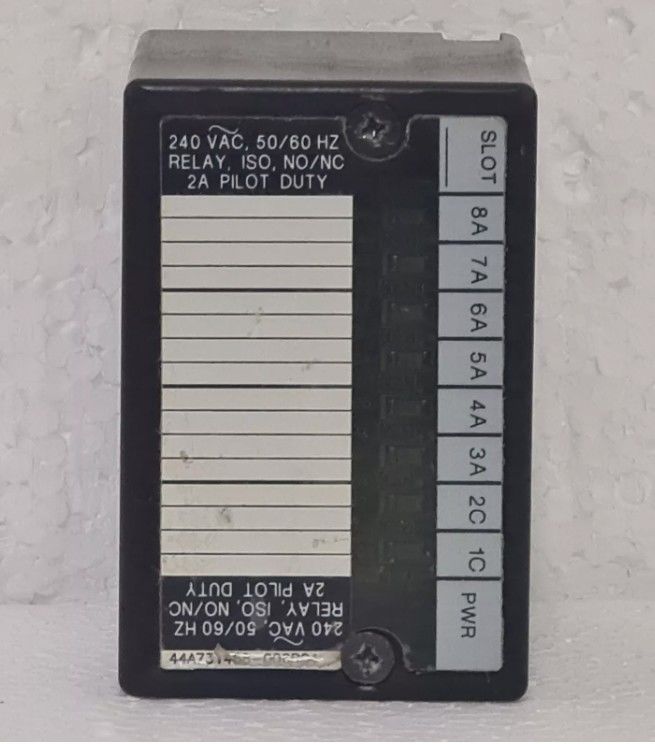 240 VAC, 50/60 HZ
RELAY, ISO, NO/NC
2A PILOT DUTY
SLOT
8A
7A
6A
5A
4A
3A
2C
1C
PWR
240 VAC, 50/60 HZ
RELAY, ISO, NO/NC
2A PILOT DUTY